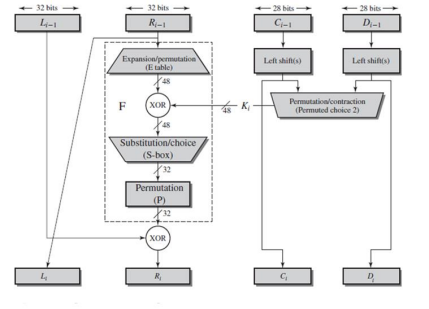 32 bits
32 bits
28 bits
28 bits
Lᵢ₋₁
Rᵢ₋₁
Cᵢ₋₁
Dᵢ₋₁
Expansion/permutation
(E table)
Left shift(s)
Left shift(s)
48
F
XOR
48
Kᵢ
Permutation/contraction
(Permuted choice 2)
48
Substitution/choice
(S-box)
32
Permutation
(P)
32
XOR
Lᵢ
Rᵢ
Cᵢ
Dᵢ